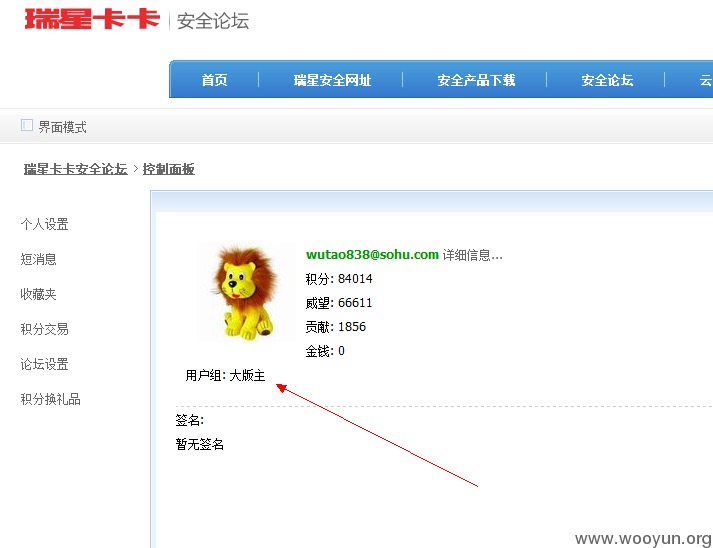 瑞星卡卡 安全论坛
首页 瑞星安全网址 安全产品下载 安全论坛 云
界面模式
瑞星卡卡安全论坛 > 控制面板
个人设置
短消息
收藏夹
积分交易
论坛设置
积分换礼品
wutao838@sohu.com 详细信息...
积分: 84014
威望: 66611
贡献: 1856
金钱: 0
用户组: 大版主
签名:
暂无签名
www.wooyun.org